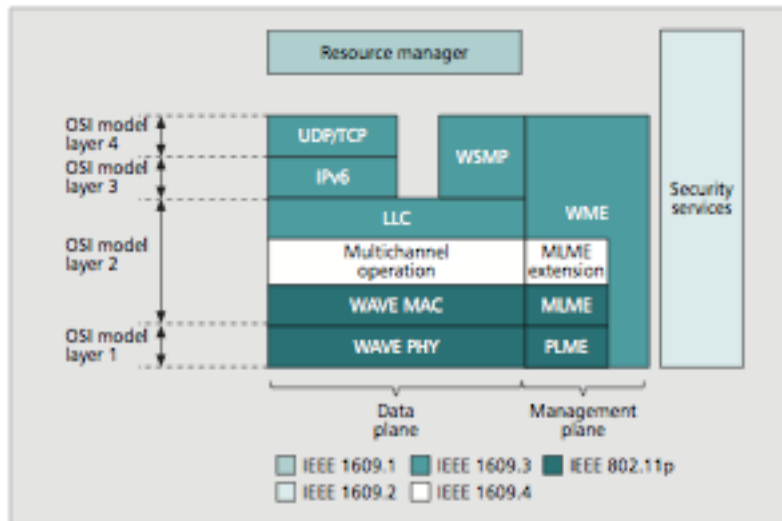 Resource manager
OSI model
layer 4
UDP/TCP
WSMP
OSI model
layer 3
IPv6
Security
services
LLC
WME
OSI model
layer 2
Multichannel
operation
MLME
extension
WAVE MAC
MLME
OSI model
layer 1
WAVE PHY
PLME
Data
plane
Management
plane
IEEE 1609.1
IEEE 1609.3
IEEE 802.11p
IEEE 1609.2
IEEE 1609.4